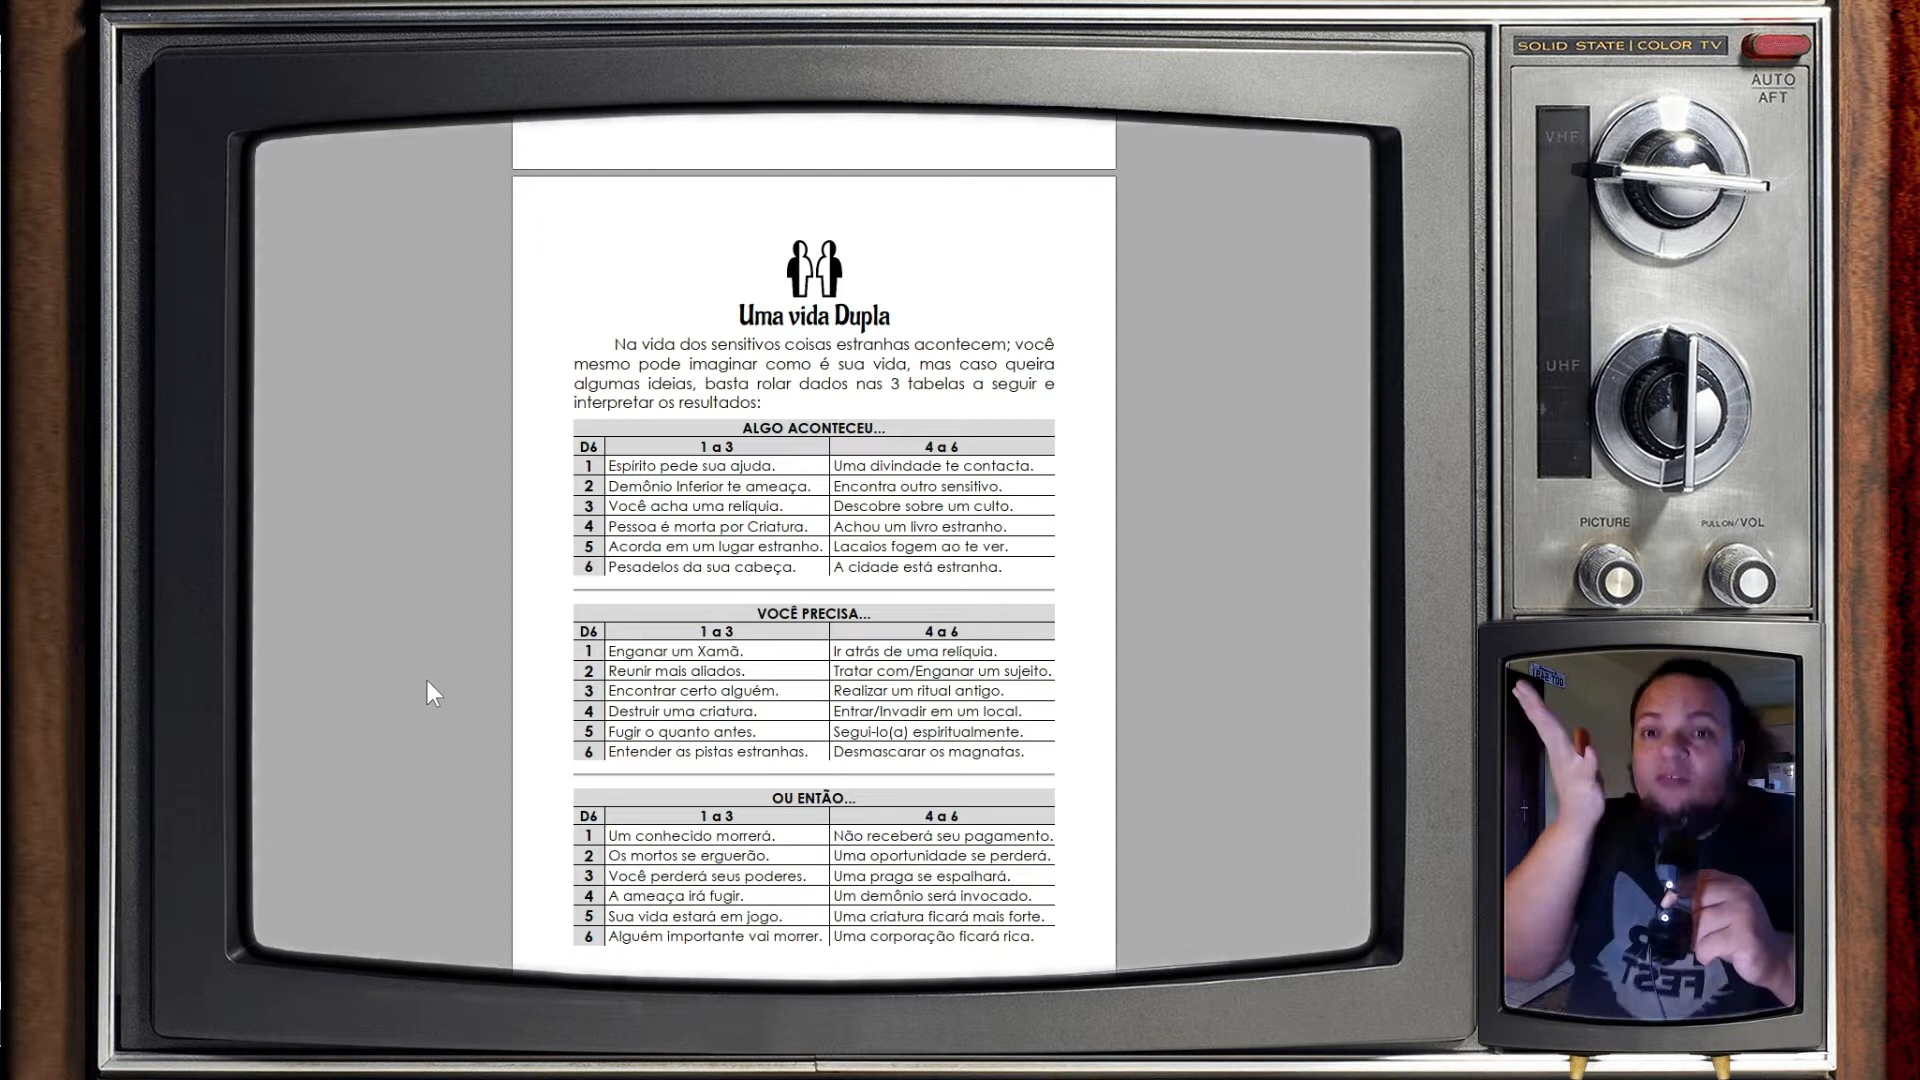 SOLID STATE | COLOR TV
AUTO
AFT
VHF
UHF
PICTURE
PULL ON/VOL
Uma vida Dupla
Na vida dos sensitivos coisas estranhas acontecem; você
mesmo pode imaginar como é sua vida, mas caso queira
algumas ideias, basta rolar dados nas 3 tabelas a seguir e
interpretar os resultados:
ALGO ACONTECEU...
D6 1 a 3 4 a 6
1 Espírito pede sua ajuda. Uma divindade te contacta.
2 Demônio Inferior te ameaça. Encontra outro sensitivo.
3 Você acha uma relíquia. Descobre sobre um culto.
4 Pessoa é morta por Criatura. Achou um livro estranho.
5 Acorda em um lugar estranho. Lacaios fogem ao te ver.
6 Pesadelos da sua cabeça. A cidade está estranha.
VOCÊ PRECISA...
D6 1 a 3 4 a 6
1 Enganar um Xamã. Ir atrás de uma relíquia.
2 Reunir mais aliados. Tratar com/Enganar um sujeito.
3 Encontrar certo alguém. Realizar um ritual antigo.
4 Destruir uma criatura. Entrar/Invadir em um local.
5 Fugir o quanto antes. Segui-lo(a) espiritualmente.
6 Entender as pistas estranhas. Desmascarar os magnatas.
OU ENTÃO...
D6 1 a 3 4 a 6
1 Um conhecido morrerá. Não receberá seu pagamento.
2 Os mortos se erguerão. Uma oportunidade se perderá.
3 Você perderá seus poderes. Uma praga se espalhará.
4 A ameaça irá fugir. Um demônio será invocado.
5 Sua vida estará em jogo. Uma criatura ficará mais forte.
6 Alguém importante vai morrer. Uma corporação ficará rica.
FEST